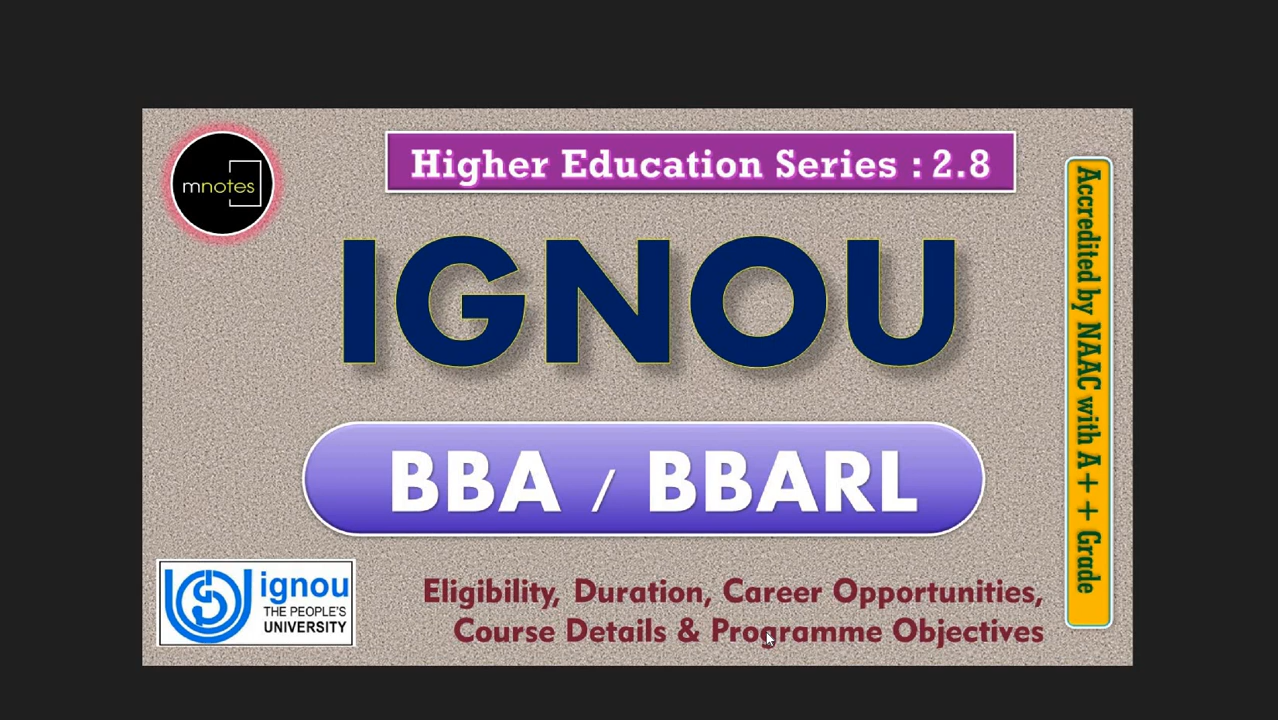 mnotes
Higher Education Series : 2.8
IGNOU
BBA / BBARL
Accredited by NAAC with A + + Grade
ignou
THE PEOPLE'S
UNIVERSITY
Eligibility, Duration, Career Opportunities,
Course Details & Programme Objectives